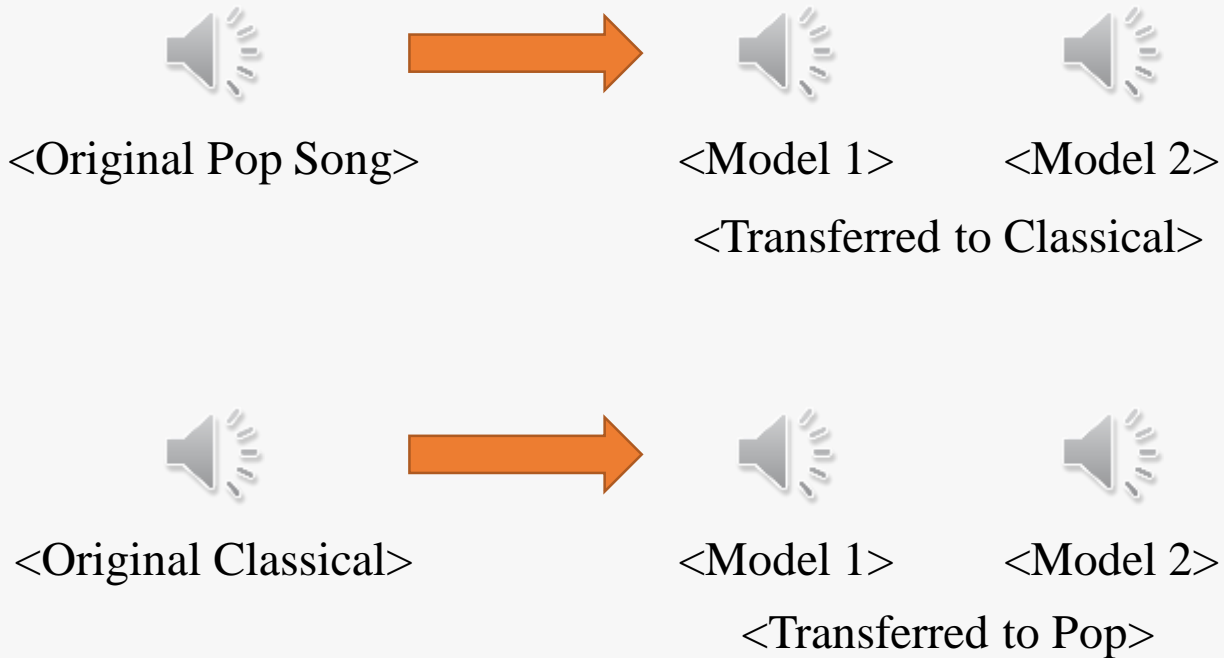 <Original Pop Song>
<Model 1> <Model 2>
<Transferred to Classical>
<Original Classical>
<Model 1> <Model 2>
<Transferred to Pop>